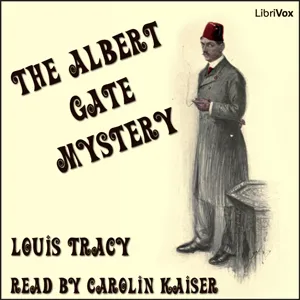 LibriVox
THE ALBERT
GATE
MYSTERY
LOUIS TRACY
READ BY CAROLIN KAISER